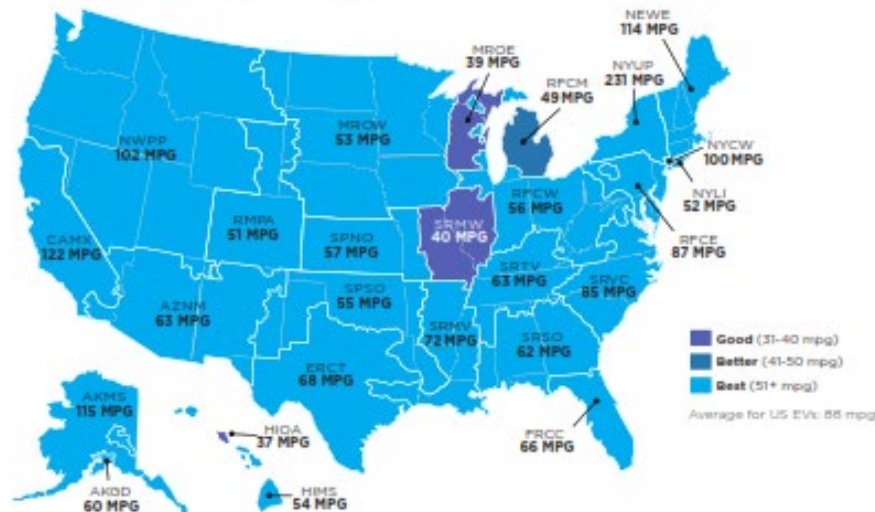 NEWE
114 MPG
MROE
39 MPG
NYUP
231 MPG
RFCM
49 MPG
MROW
53 MPG
NWPP
102 MPG
NYCW
100 MPG
NYLI
52 MPG
RFCW
56 MPG
RMPA
51 MPG
SRMW
40 MPG
CAMX
122 MPG
SPNO
57 MPG
RFCE
87 MPG
SRTV
63 MPG
SRVC
85 MPG
SPSO
55 MPG
AZNM
63 MPG
SRMV
72 MPG
SRSO
62 MPG
ERCT
68 MPG
Good (31-40 mpg)
Better (41-50 mpg)
Best (51+ mpg)
Average for US EVs: 88 mpg
AKMS
115 MPG
HIOA
37 MPG
FRCC
66 MPG
AKGD
60 MPG
HIMS
54 MPG